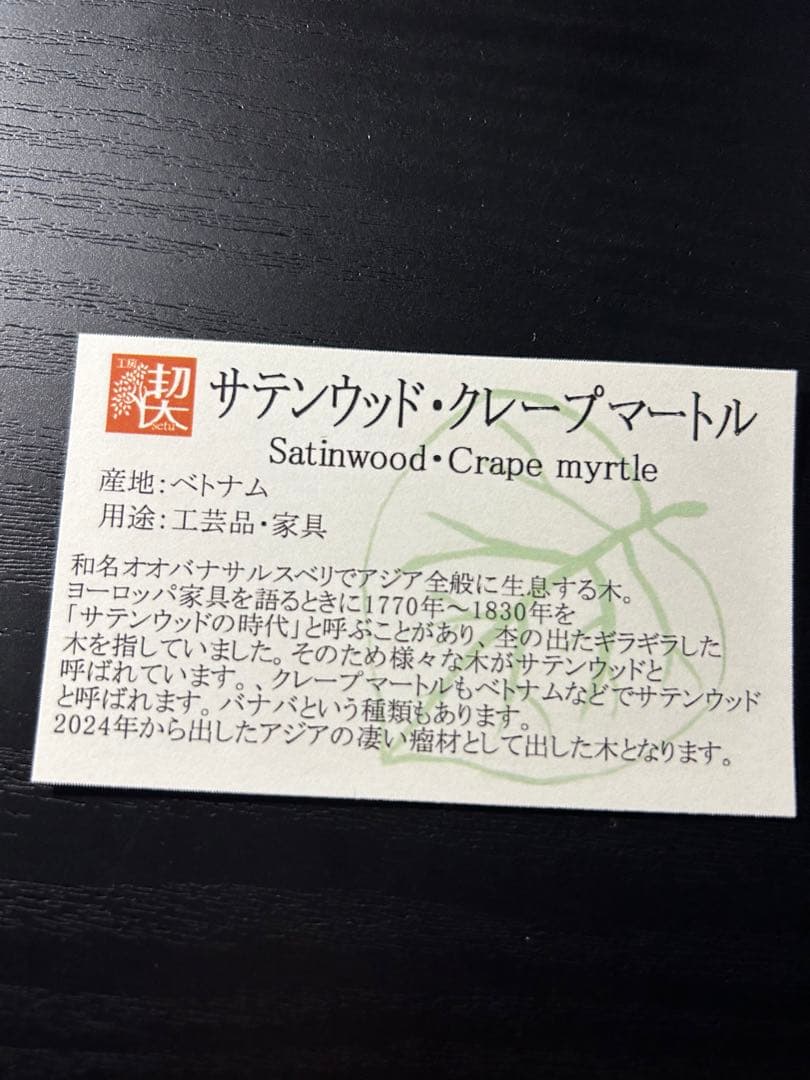 工房
契
setu
サテンウッド・クレープマートル
Satinwood・Crape myrtle
産地：ベトナム
用途：工芸品・家具
和名オオバナサルスベリでアジア全般に生息する木。
ヨーロッパ家具を語るときに1770年～1830年を
「サテンウッドの時代」と呼ぶことがあり、杢の出たギラギラした
木を指していました。そのため様々な木がサテンウッドと
呼ばれています。、クレープマートルもベトナムなどでサテンウッド
と呼ばれます。バナバという種類もあります。
2024年から出したアジアの凄い瘤材として出した木となります。